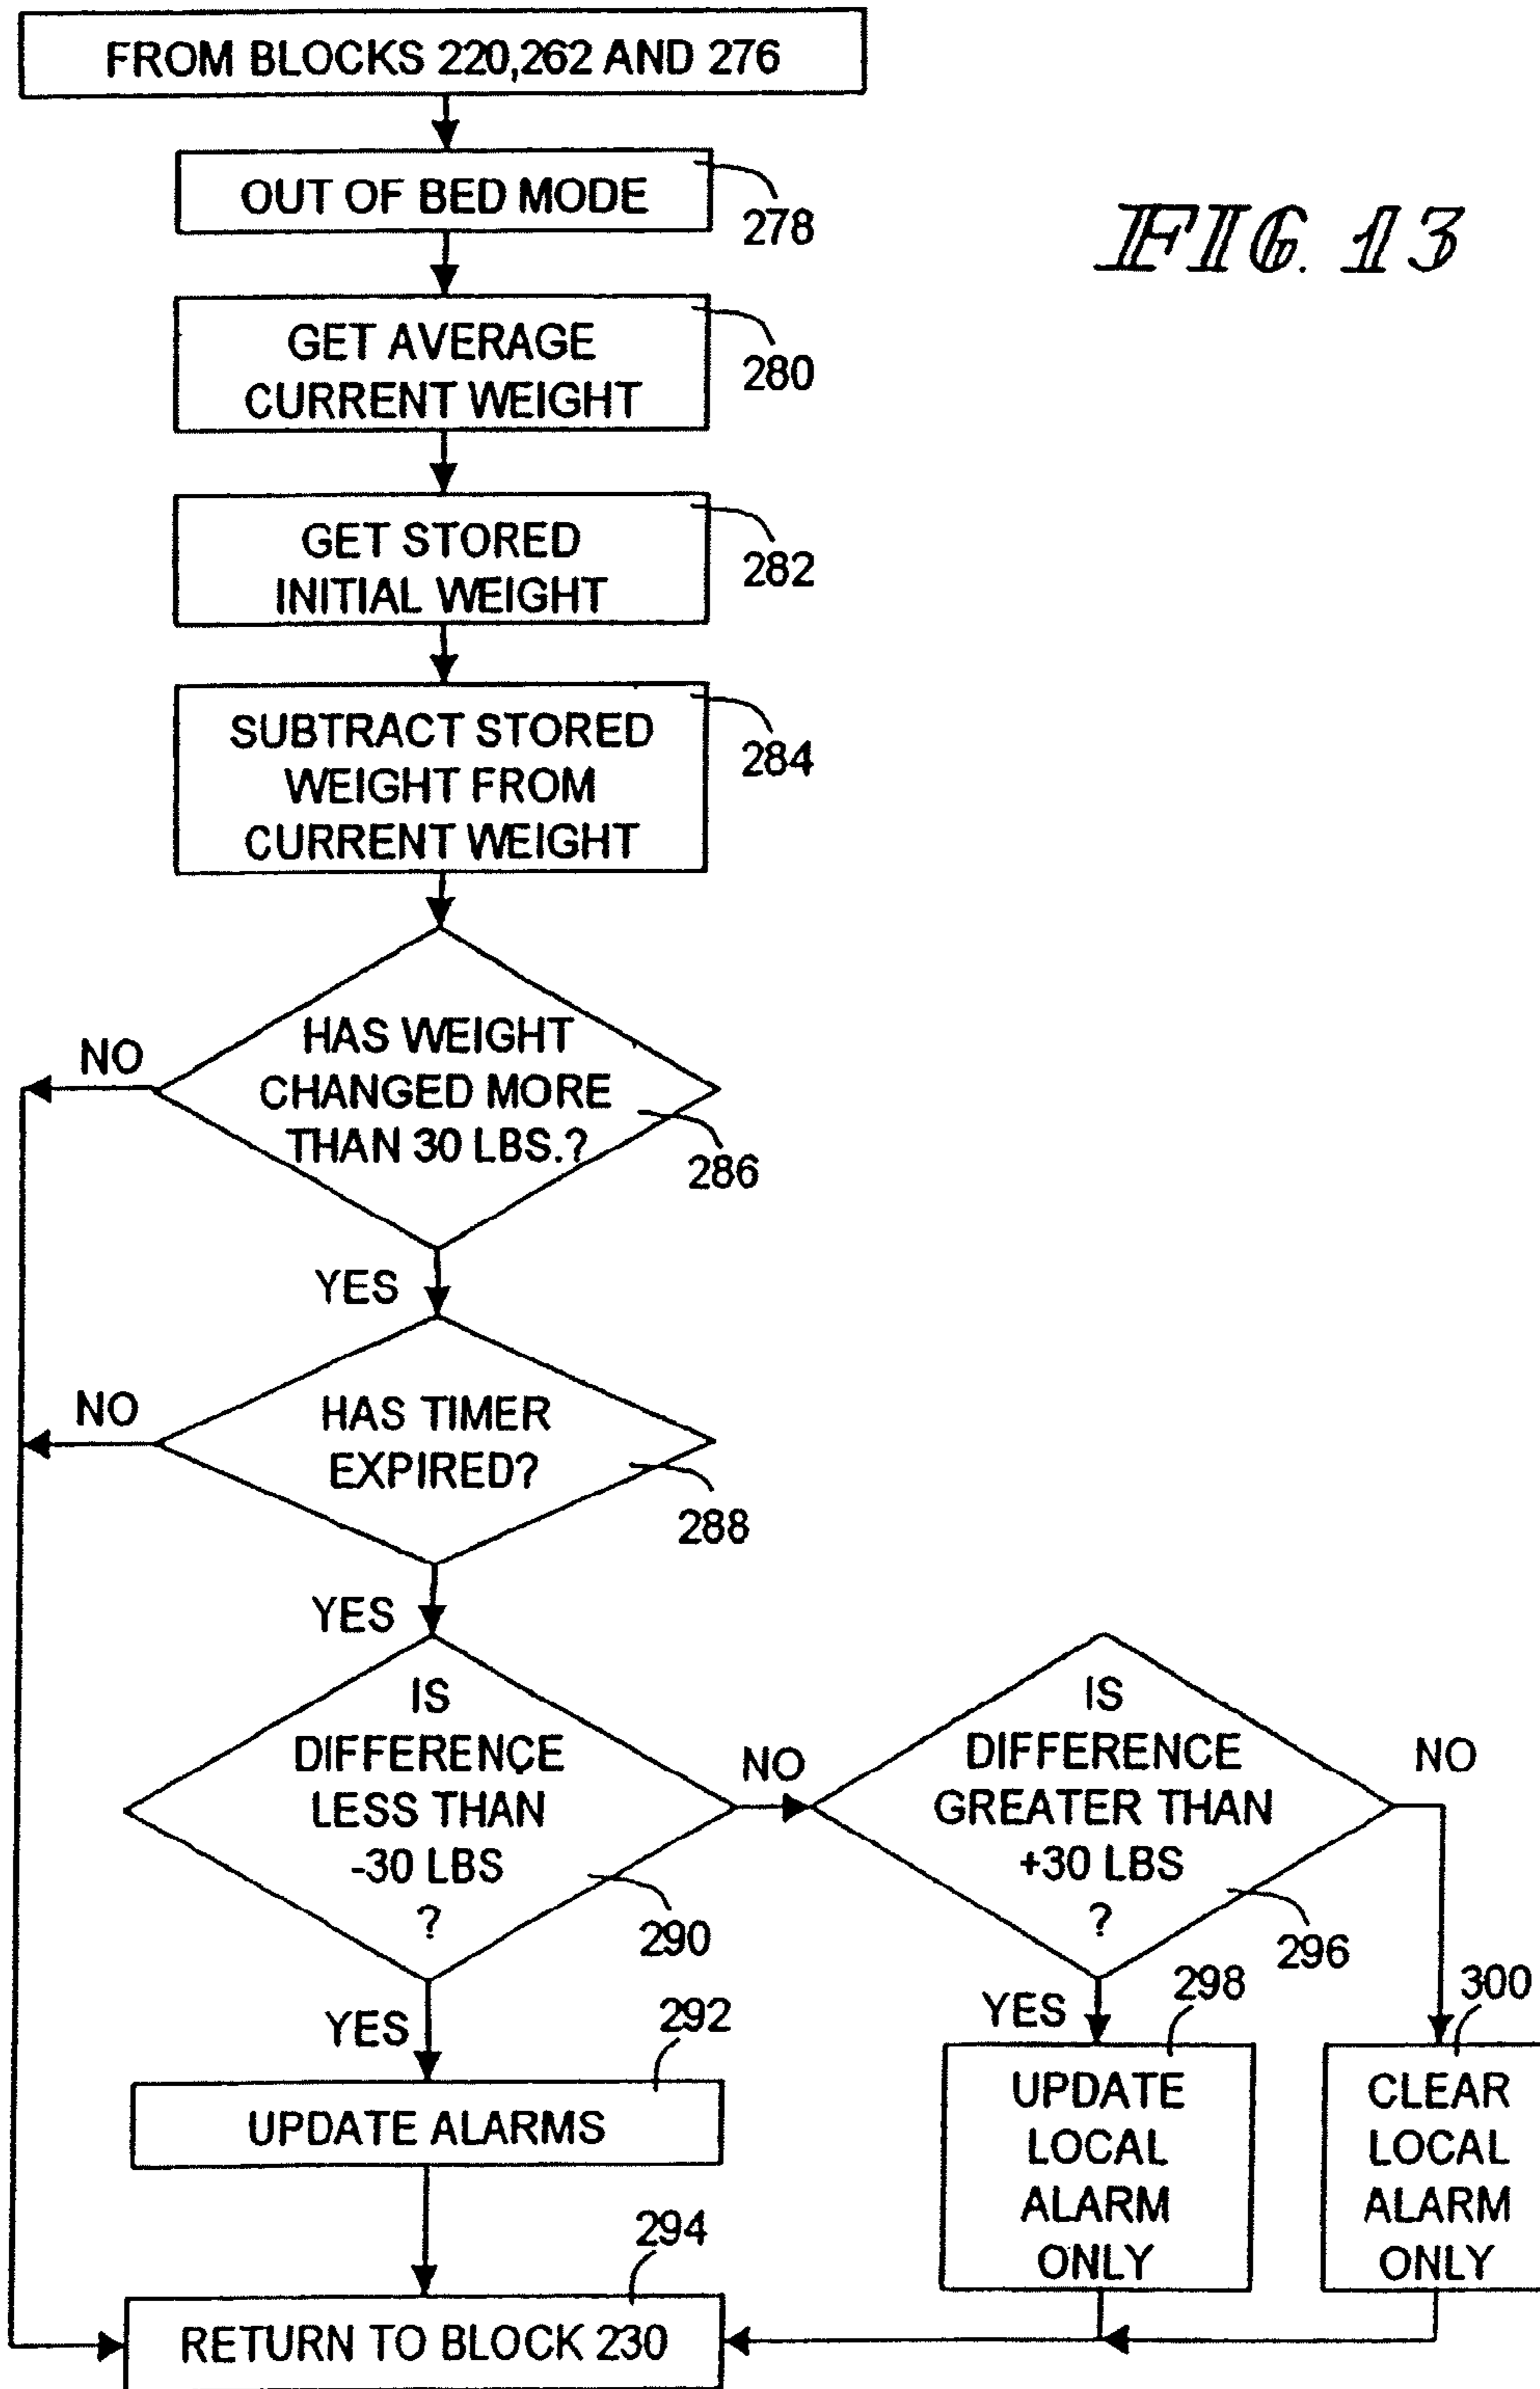 FROM BLOCKS 220,262 AND 276
OUT OF BED MODE
278
FIG. 13
GET AVERAGE
CURRENT WEIGHT
280
GET STORED
INITIAL WEIGHT
282
SUBTRACT STORED
WEIGHT FROM
CURRENT WEIGHT
284
HAS WEIGHT
CHANGED MORE
THAN 30 LBS.?
286
NO
YES
HAS TIMER
EXPIRED?
288
NO
YES
IS
DIFFERENCE
LESS THAN
-30 LBS
?
290
NO
IS
DIFFERENCE
GREATER THAN
+30 LBS
?
296
NO
YES
292
UPDATE ALARMS
YES
298
UPDATE
LOCAL
ALARM
ONLY
300
CLEAR
LOCAL
ALARM
ONLY
294
RETURN TO BLOCK 230